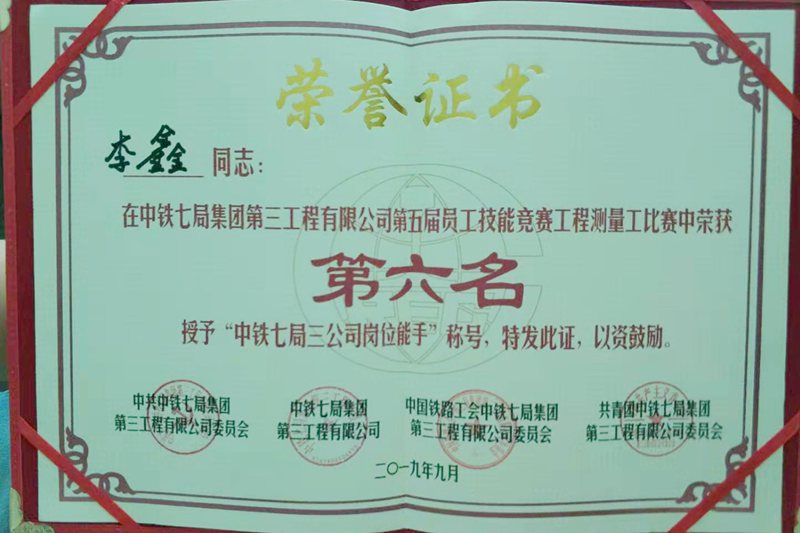 荣誉证书
李鑫 同志：
在中铁七局集团第三工程有限公司第五届员工技能竞赛工程测量工比赛中荣获
第六名
授予“中铁七局三公司岗位能手”称号，特发此证，以资鼓励。
中共中铁七局集团
第三工程有限公司委员会
中铁七局集团
第三工程有限公司
中国铁路工会中铁七局集团
第三工程有限公司委员会
共青团中铁七局集团
第三工程有限公司委员会
二〇一九年九月